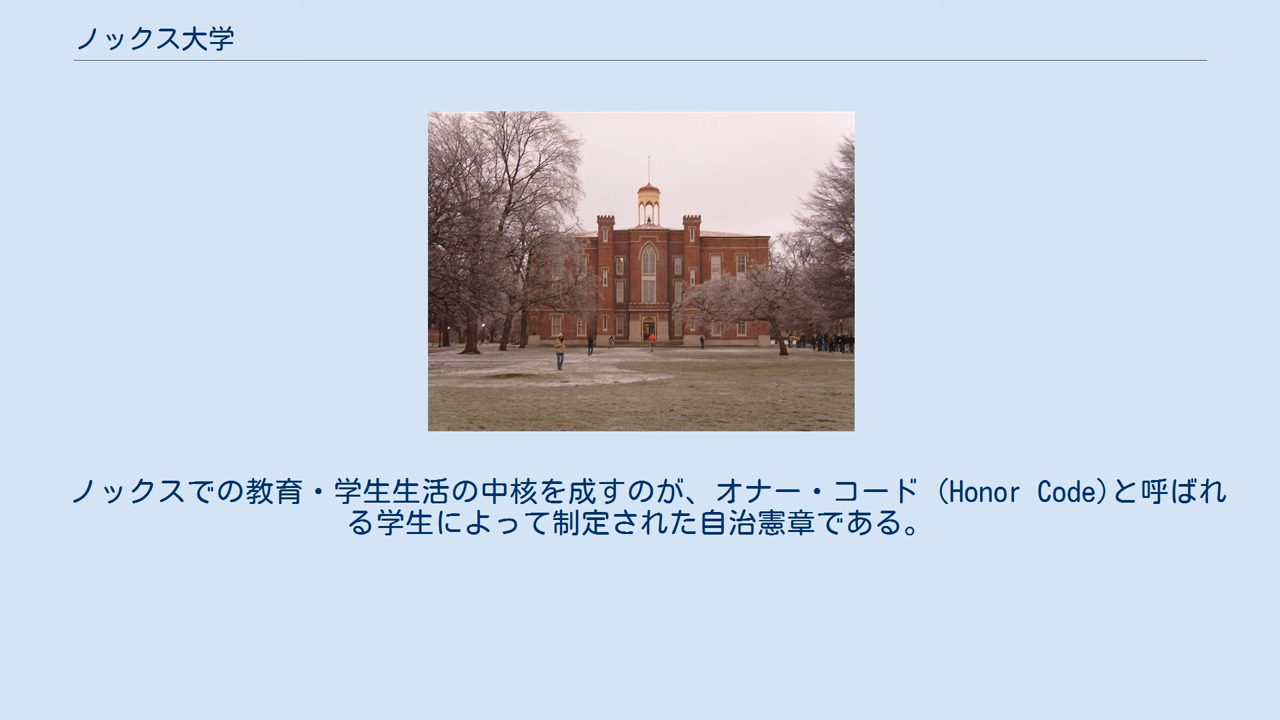 ノックス大学
ノックスでの教育・学生生活の中核を成すのが、オナー・コード (Honor Code)と呼ばれ
る学生によって制定された自治憲章である。